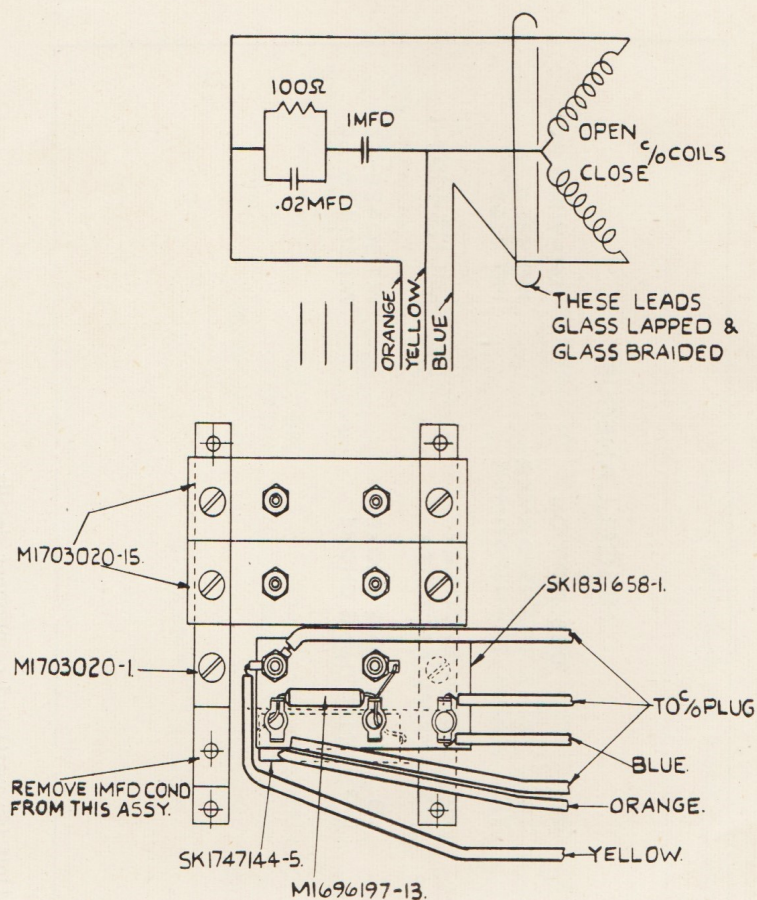 100Ω
1MFD
.02MFD
OPEN
CLOSE
c/o COILS
ORANGE
YELLOW
BLUE
THESE LEADS
GLASS LAPPED &
GLASS BRAIDED
M1703020-15.
SK1831658-1.
M1703020-1.
TO c/o PLUG
BLUE.
REMOVE 1MFD COND
FROM THIS ASSY.
ORANGE.
YELLOW.
SK1747144-5.
M1696197-13.